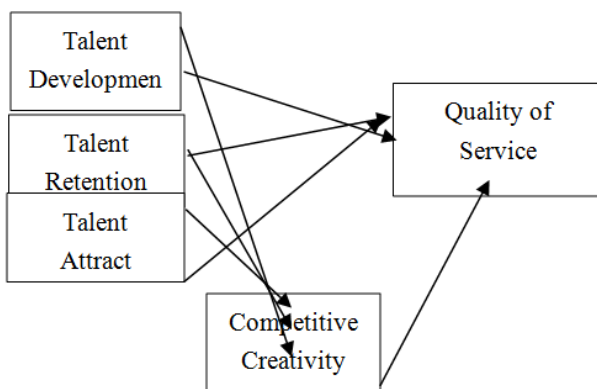 Talent
Developmen
Talent
Retention
Talent
Attract
Quality of
Service
Competitive
Creativity